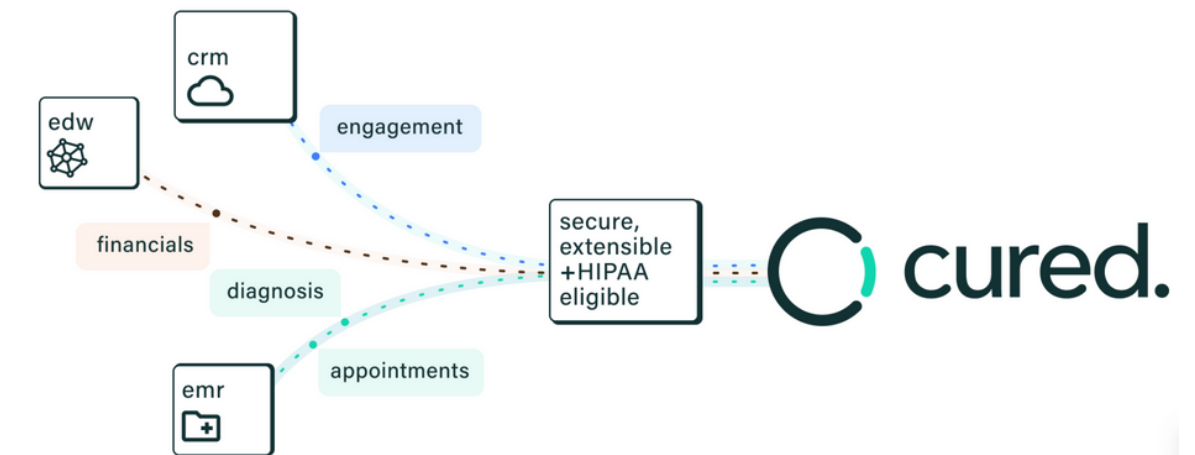 crm
edw
engagement
financials
diagnosis
appointments
emr
secure,
extensible
+HIPAA
eligible
cured.